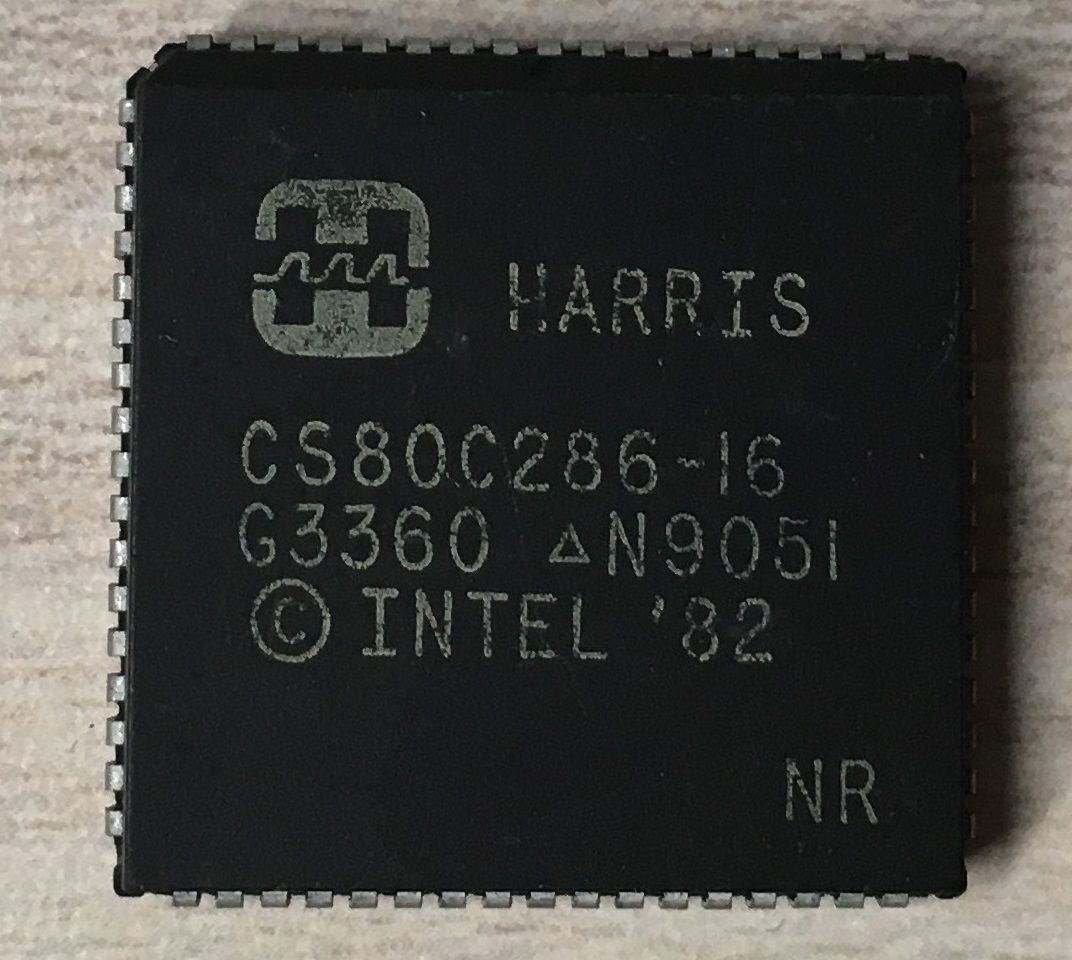 HARRIS
CS80C286-16
G3360 △N9051
© INTEL '82
NR